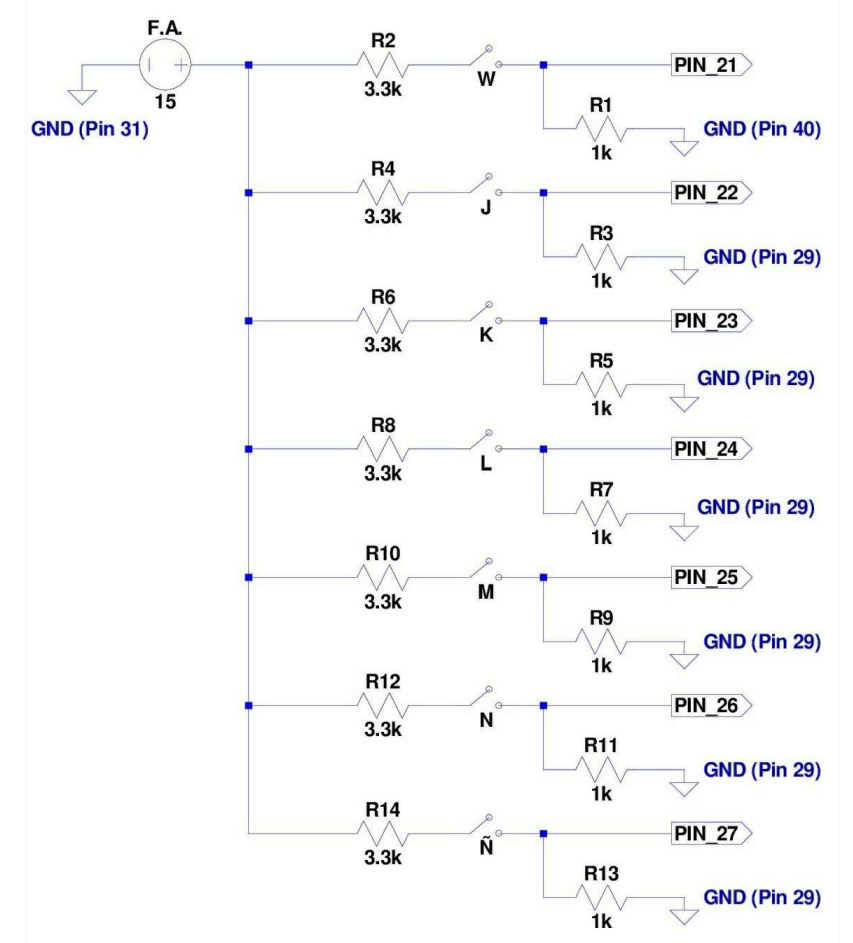 F.A.
15
GND (Pin 31)
R2
3.3k
W
PIN_21
R1
1k
GND (Pin 40)
R4
3.3k
J
PIN_22
R3
1k
GND (Pin 29)
R6
3.3k
K
PIN_23
R5
1k
GND (Pin 29)
R8
3.3k
L
PIN_24
R7
1k
GND (Pin 29)
R10
3.3k
M
PIN_25
R9
1k
GND (Pin 29)
R12
3.3k
N
PIN_26
R11
1k
GND (Pin 29)
R14
3.3k
Ñ
PIN_27
R13
1k
GND (Pin 29)